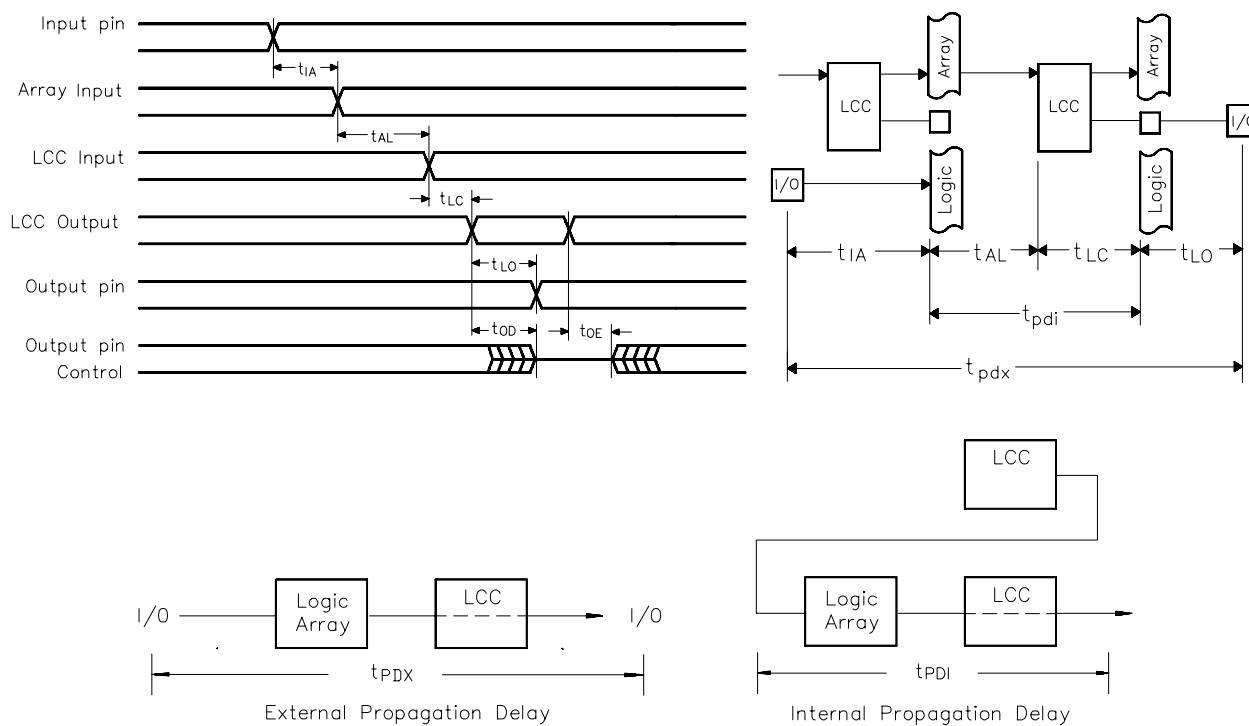 Input pin
tIA
Array Input
tAL
LCC Input
tLC
LCC Output
tLO
Output pin
tOD
tOE
Output pin
Control
Array
Array
LCC
LCC
I/O
I/O
Logic
Logic
tIA
tAL
tLC
tLO
tpdi
tpdx
I/O
Logic
Array
LCC
I/O
tPDX
External Propagation Delay
LCC
Logic
Array
LCC
tPDI
Internal Propagation Delay